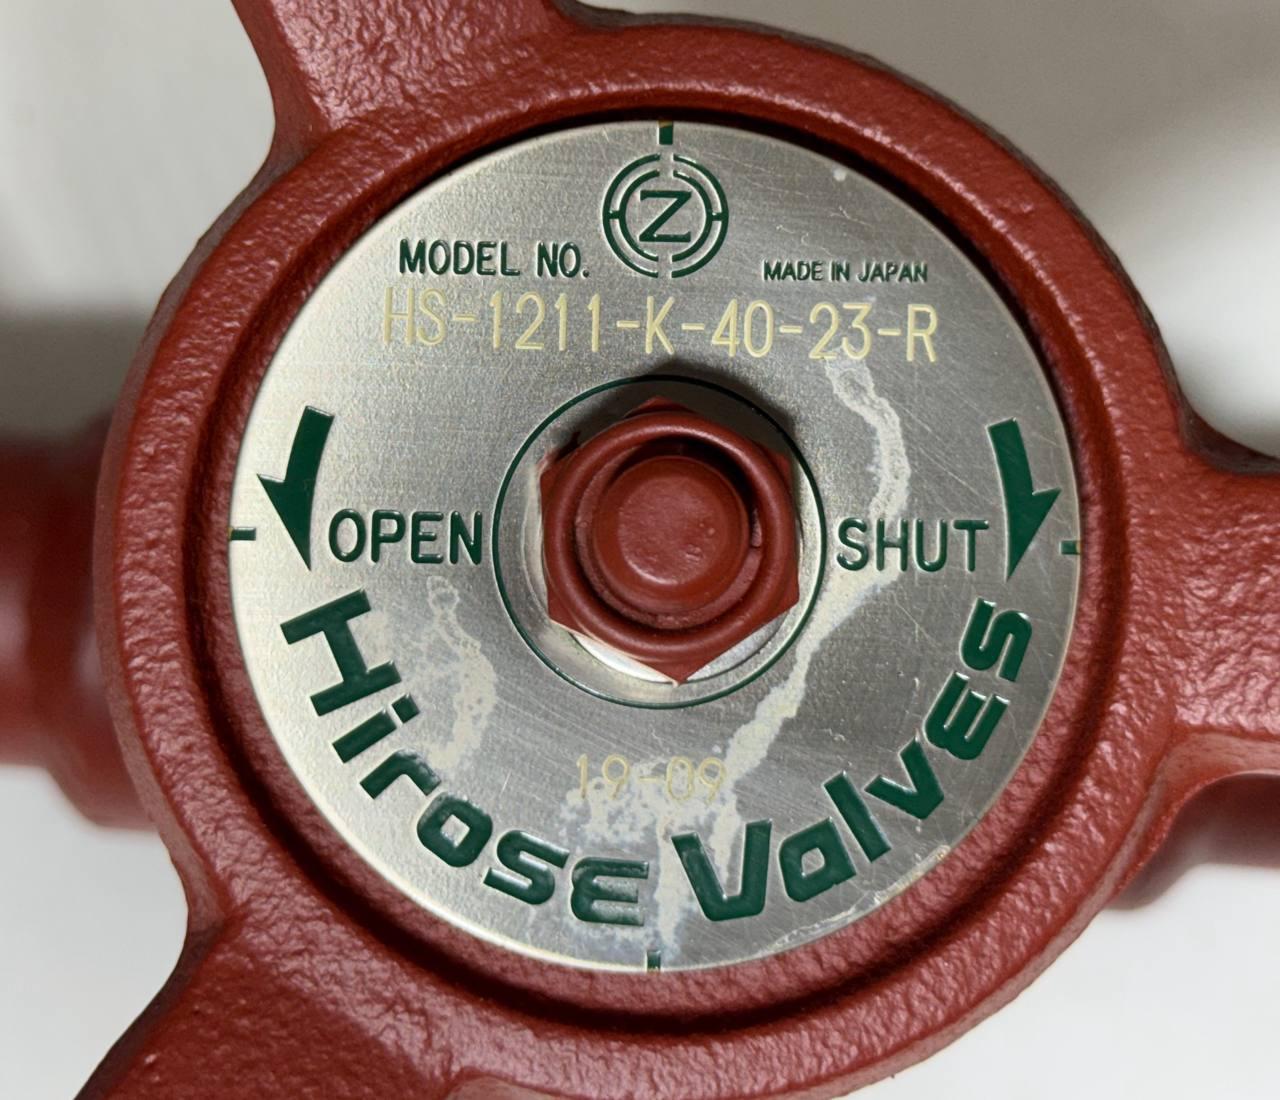 Z
MODEL NO.
MADE IN JAPAN
HS-1211-K-40-23-R
OPEN
SHUT
19-09
Hirose Valves